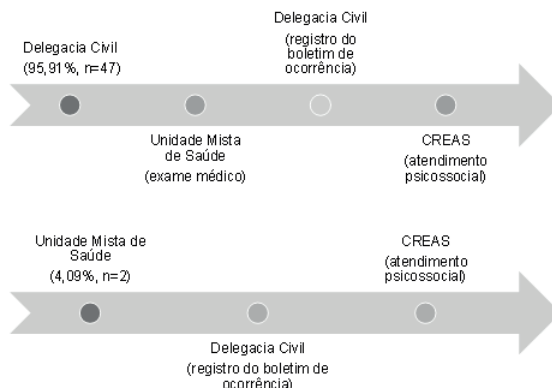 Delegacia Civil
(95,91%, n=47)
Delegacia Civil
(registro do
boletim de
ocorrência)
Unidade Mista
de Saúde
(exame médico)
CREAS
(atendimento
psicossocial)
Unidade Mista de
Saúde
(4,09%, n=2)
CREAS
(atendimento
psicossocial)
Delegacia Civil
(registro do boletim de
ocorrência)